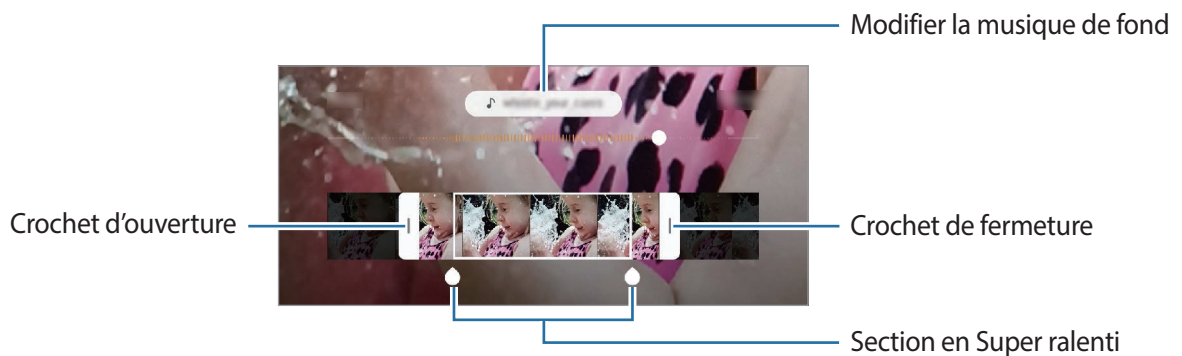 Modifier la musique de fond
Crochet d’ouverture
Crochet de fermeture
Section en Super ralenti